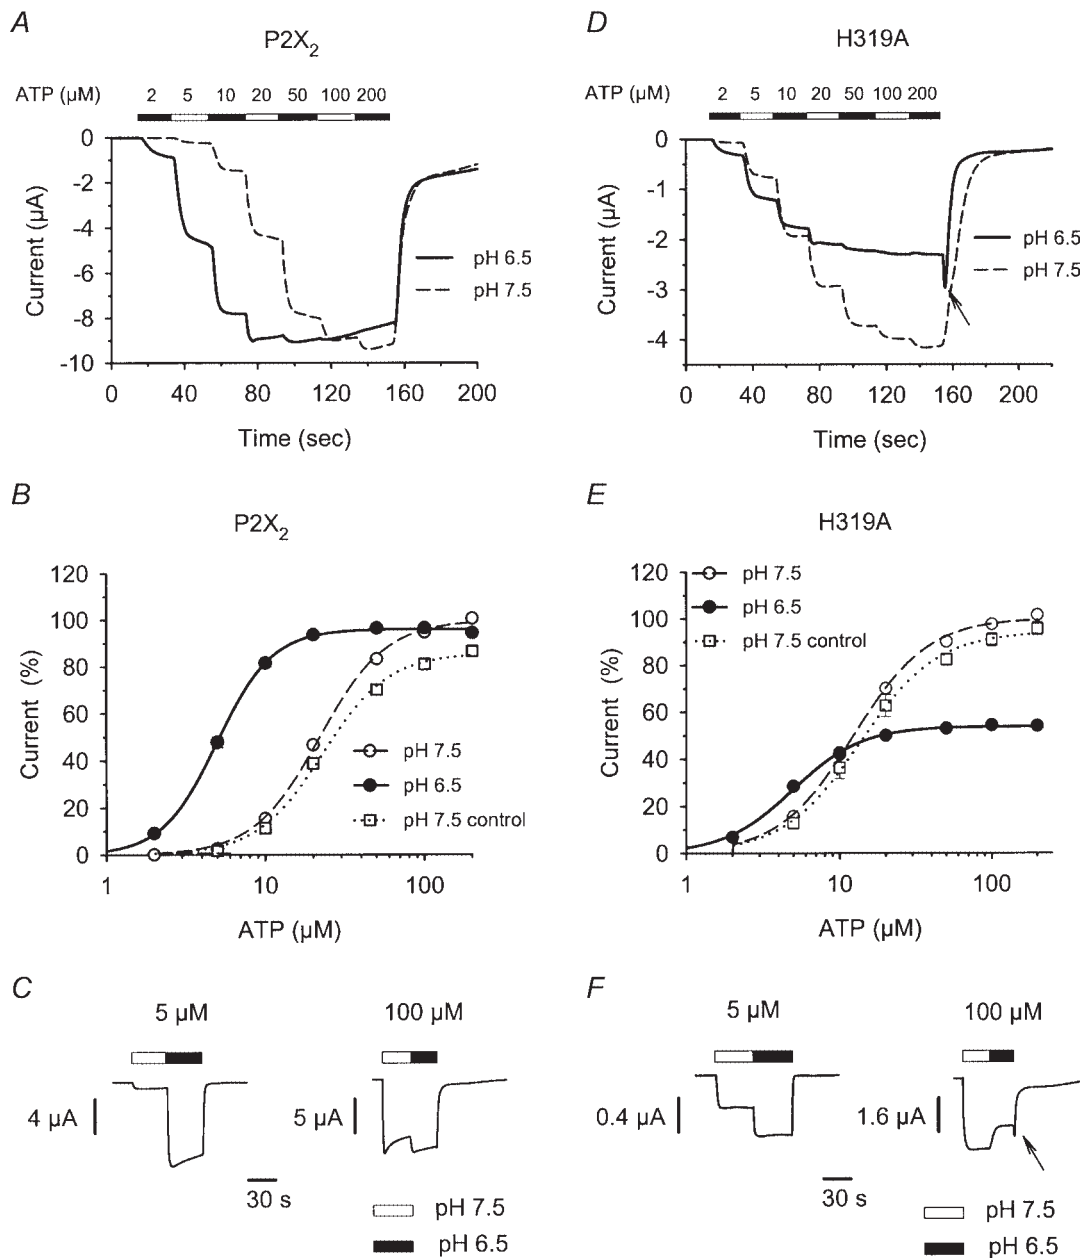 A
P2X2
ATP (µM)
2 5 10 20 50 100 200
0
-2
-4
-6
-8
-10
Current (µA)
pH 6.5
pH 7.5
0 40 80 120 160 200
Time (sec)
D
H319A
ATP (µM)
2 5 10 20 50 100 200
0
-1
-2
-3
-4
Current (µA)
pH 6.5
pH 7.5
0 40 80 120 160 200
Time (sec)
B
P2X2
120
100
80
60
40
20
0
Current (%)
pH 7.5
pH 6.5
pH 7.5 control
1 10 100
ATP (µM)
E
H319A
120
100
80
60
40
20
0
Current (%)
pH 7.5
pH 6.5
pH 7.5 control
1 10 100
ATP (µM)
C
5 µM 100 µM
4 µA
5 µA
30 s
pH 7.5
pH 6.5
F
5 µM 100 µM
0.4 µA
1.6 µA
30 s
pH 7.5
pH 6.5